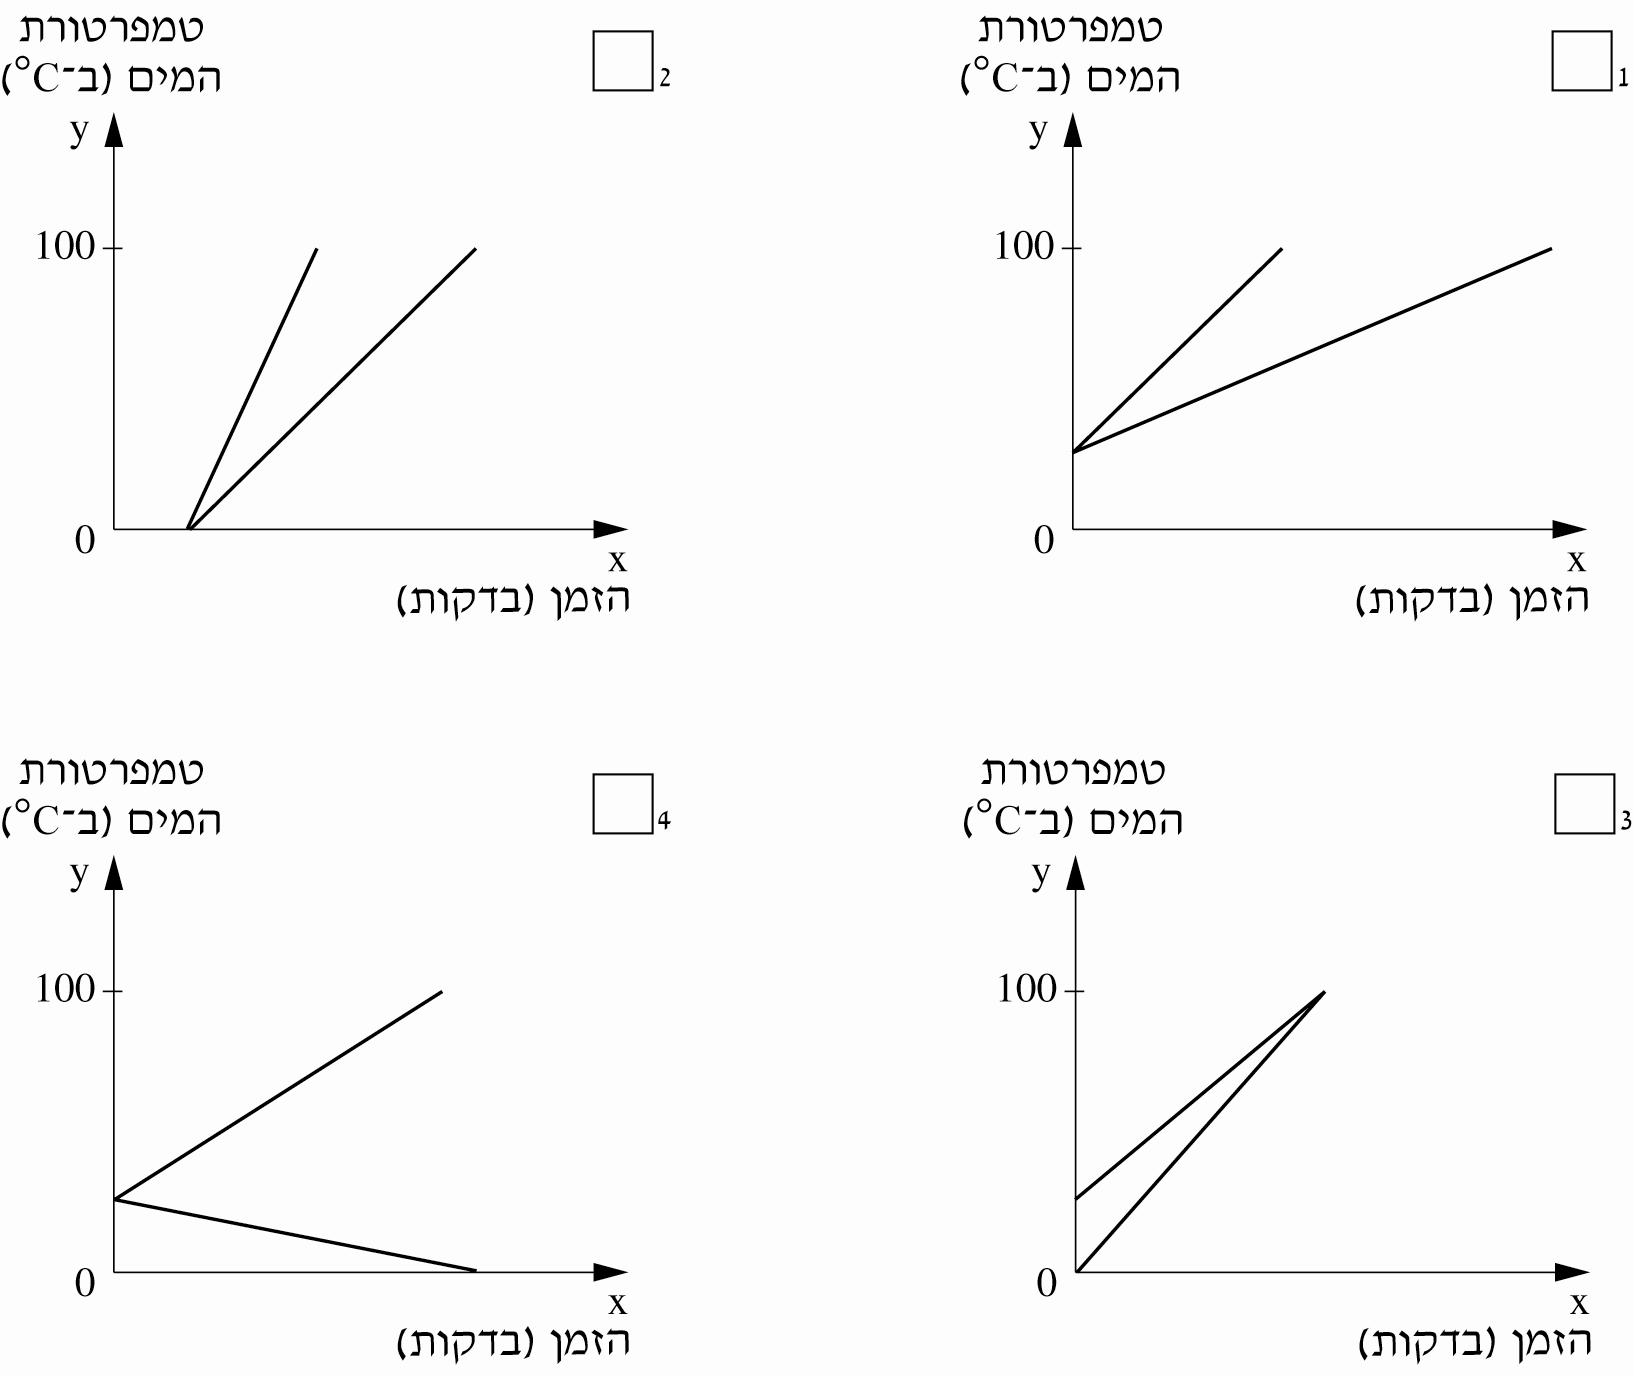 1
טמפרטורת
המים (ב־°C)
y
100
0
x
הזמן (בדקות)
2
טמפרטורת
המים (ב־°C)
y
100
0
x
הזמן (בדקות)
3
טמפרטורת
המים (ב־°C)
y
100
0
x
הזמן (בדקות)
4
טמפרטורת
המים (ב־°C)
y
100
0
x
הזמן (בדקות)